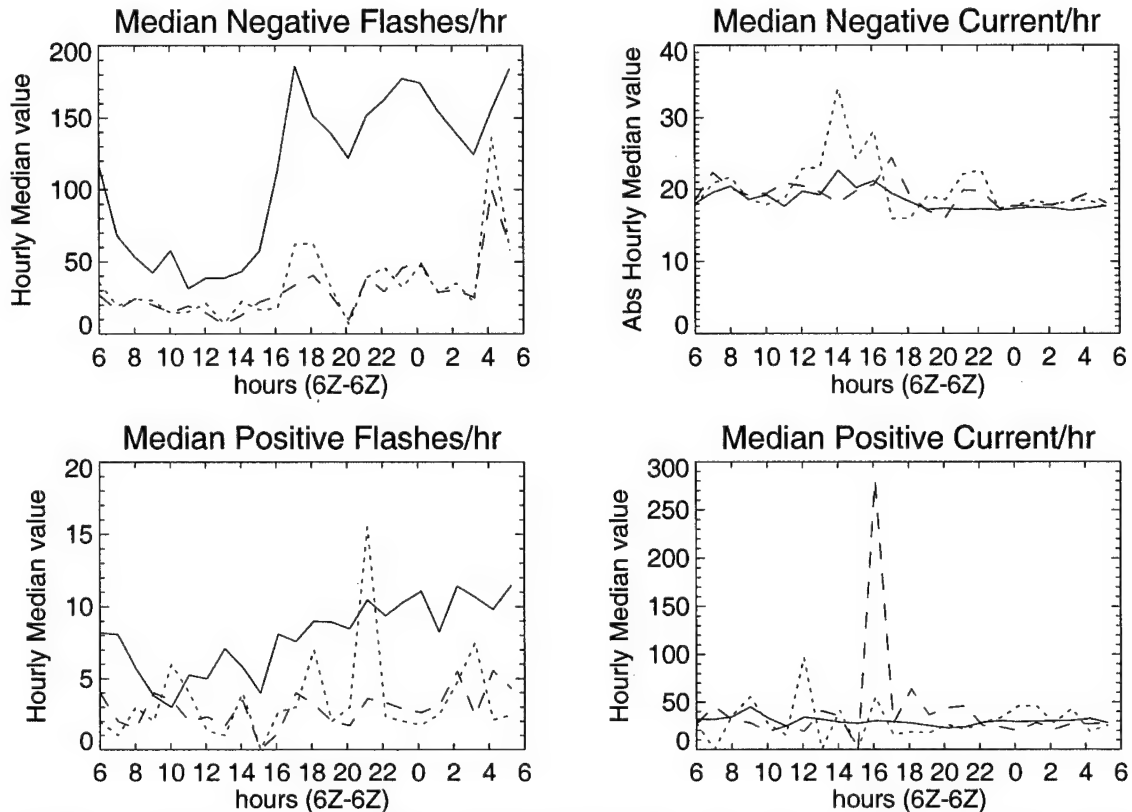 Median Negative Flashes/hr
Hourly Median value
200
150
100
50
0
6 8 10 12 14 16 18 20 22 0 2 4 6
hours (6Z-6Z)
Median Negative Current/hr
Abs Hourly Median value
40
30
20
10
0
6 8 10 12 14 16 18 20 22 0 2 4 6
hours (6Z-6Z)
Median Positive Flashes/hr
Hourly Median value
20
15
10
5
0
6 8 10 12 14 16 18 20 22 0 2 4 6
hours (6Z-6Z)
Median Positive Current/hr
Hourly Median value
300
250
200
150
100
50
0
6 8 10 12 14 16 18 20 22 0 2 4 6
hours (6Z-6Z)